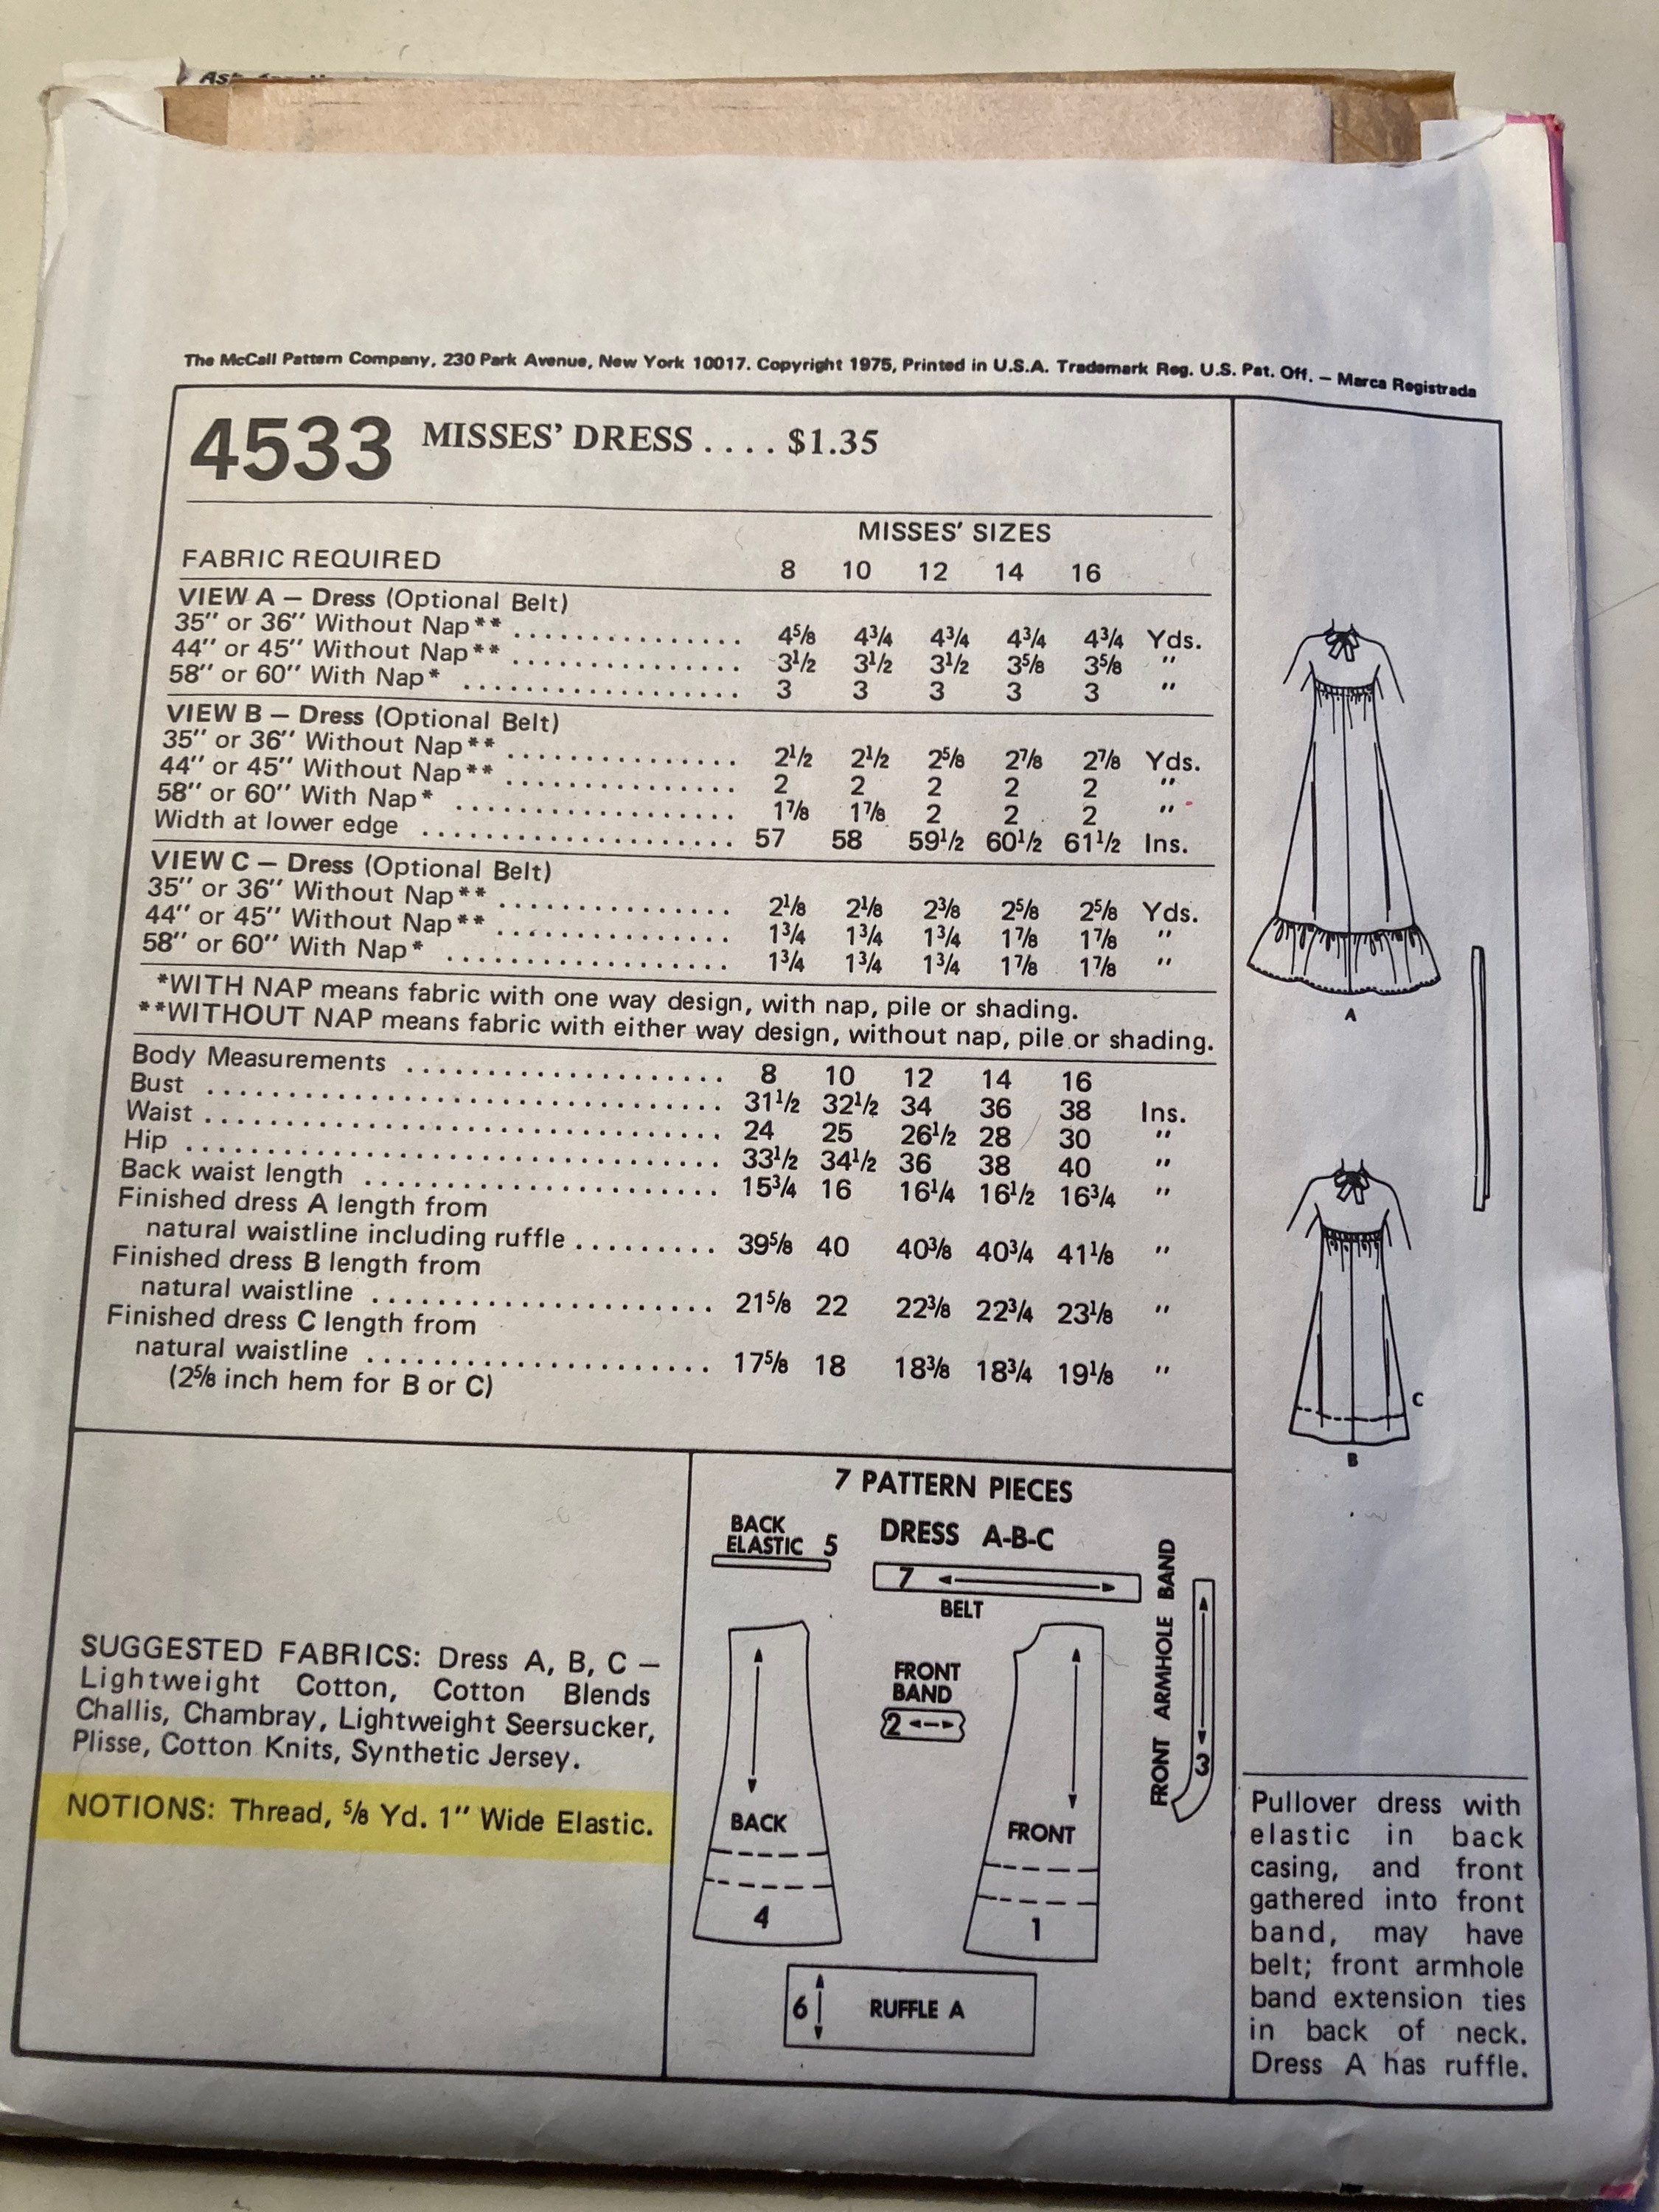 The McCall Pattern Company, 230 Park Avenue, New York 10017. Copyright 1975, Printed in U.S.A. Trademark Reg. U.S. Pat. Off. — Marca Registrada
4533 MISSES' DRESS .... $1.35
MISSES' SIZES
FABRIC REQUIRED 8 10 12 14 16
VIEW A — Dress (Optional Belt)
35" or 36" Without Nap** ............... 4⅝ 4¾ 4¾ 4¾ 4¾ Yds.
44" or 45" Without Nap** ............... 3½ 3½ 3½ 3⅝ 3⅝ "
58" or 60" With Nap* .................. 3 3 3 3 3 "
VIEW B — Dress (Optional Belt)
35" or 36" Without Nap** ............... 2½ 2½ 2⅝ 2⅞ 2⅞ Yds.
44" or 45" Without Nap** ............... 2 2 2 2 2 "
58" or 60" With Nap* .................. 1⅞ 1⅞ 2 2 2 "
Width at lower edge .................... 57 58 59½ 60½ 61½ Ins.
VIEW C — Dress (Optional Belt)
35" or 36" Without Nap** ............... 2⅛ 2⅛ 2⅜ 2⅝ 2⅝ Yds.
44" or 45" Without Nap** ............... 1¾ 1¾ 1¾ 1⅞ 1⅞ "
58" or 60" With Nap* .................. 1¾ 1¾ 1¾ 1⅞ 1⅞ "
*WITH NAP means fabric with one way design, with nap, pile or shading.
**WITHOUT NAP means fabric with either way design, without nap, pile or shading.
Body Measurements .................... 8 10 12 14 16
Bust ................................. 31½ 32½ 34 36 38 Ins.
Waist ................................. 24 25 26½ 28 30 "
Hip .................................. 33½ 34½ 36 38 40 "
Back waist length ....................... 15¾ 16 16¼ 16½ 16¾ "
Finished dress A length from
natural waistline including ruffle ......... 39⅝ 40 40⅜ 40¾ 41⅛ "
Finished dress B length from
natural waistline ...................... 21⅝ 22 22⅜ 22¾ 23⅛ "
Finished dress C length from
natural waistline ...................... 17⅝ 18 18⅜ 18¾ 19⅛ "
(2⅝ inch hem for B or C)
A
C
B
SUGGESTED FABRICS: Dress A, B, C —
Lightweight Cotton, Cotton Blends
Challis, Chambray, Lightweight Seersucker,
Plisse, Cotton Knits, Synthetic Jersey.
NOTIONS: Thread, ⅝ Yd. 1" Wide Elastic.
7 PATTERN PIECES
DRESS A-B-C
BACK
ELASTIC 5
7
BELT
FRONT ARMHOLE BAND
3
FRONT
BAND
2
BACK
4
FRONT
1
6 RUFFLE A
Pullover dress with
elastic in back
casing, and front
gathered into front
band, may have
belt; front armhole
band extension ties
in back of neck.
Dress A has ruffle.